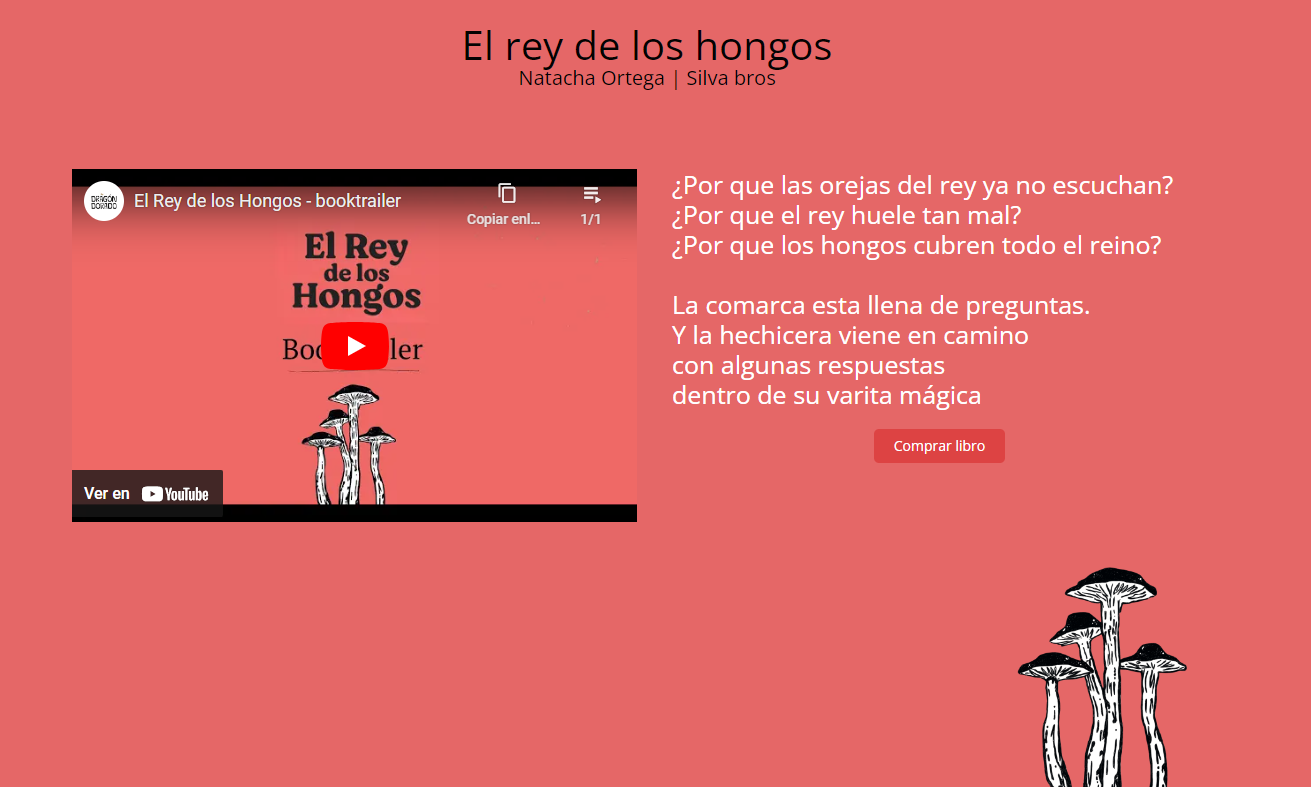 El rey de los hongos
Natacha Ortega | Silva bros
DRAGÓN
DORADO
El Rey de los Hongos - booktrailer
Copiar enl...
1/1
El Rey
de los
Hongos
Boo ler
Ver en YouTube
¿Por que las orejas del rey ya no escuchan?
¿Por que el rey huele tan mal?
¿Por que los hongos cubren todo el reino?
La comarca esta llena de preguntas.
Y la hechicera viene en camino
con algunas respuestas
dentro de su varita mágica
Comprar libro